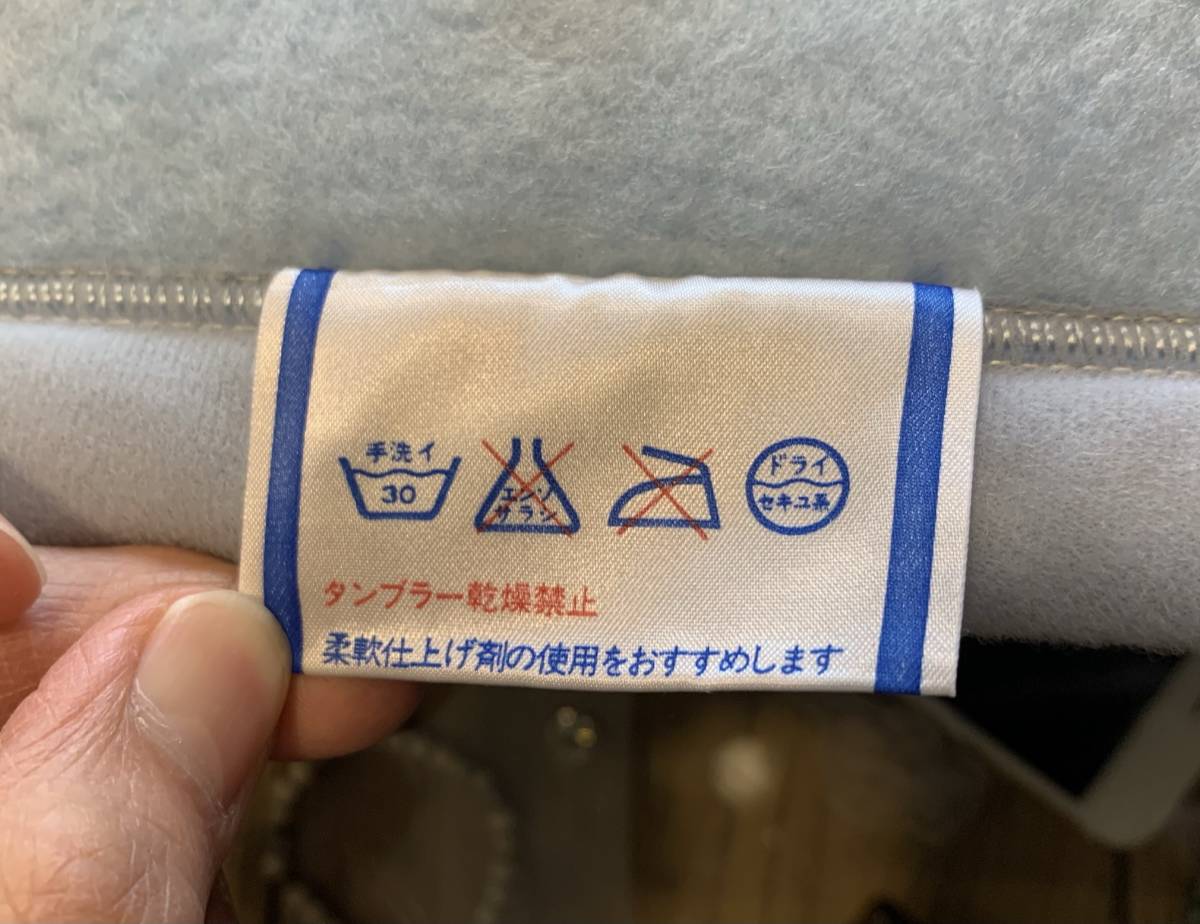 手洗イ
30
エンソ
サラシ
ドライ
セキユ系
タンブラー乾燥禁止
柔軟仕上げ剤の使用をおすすめします